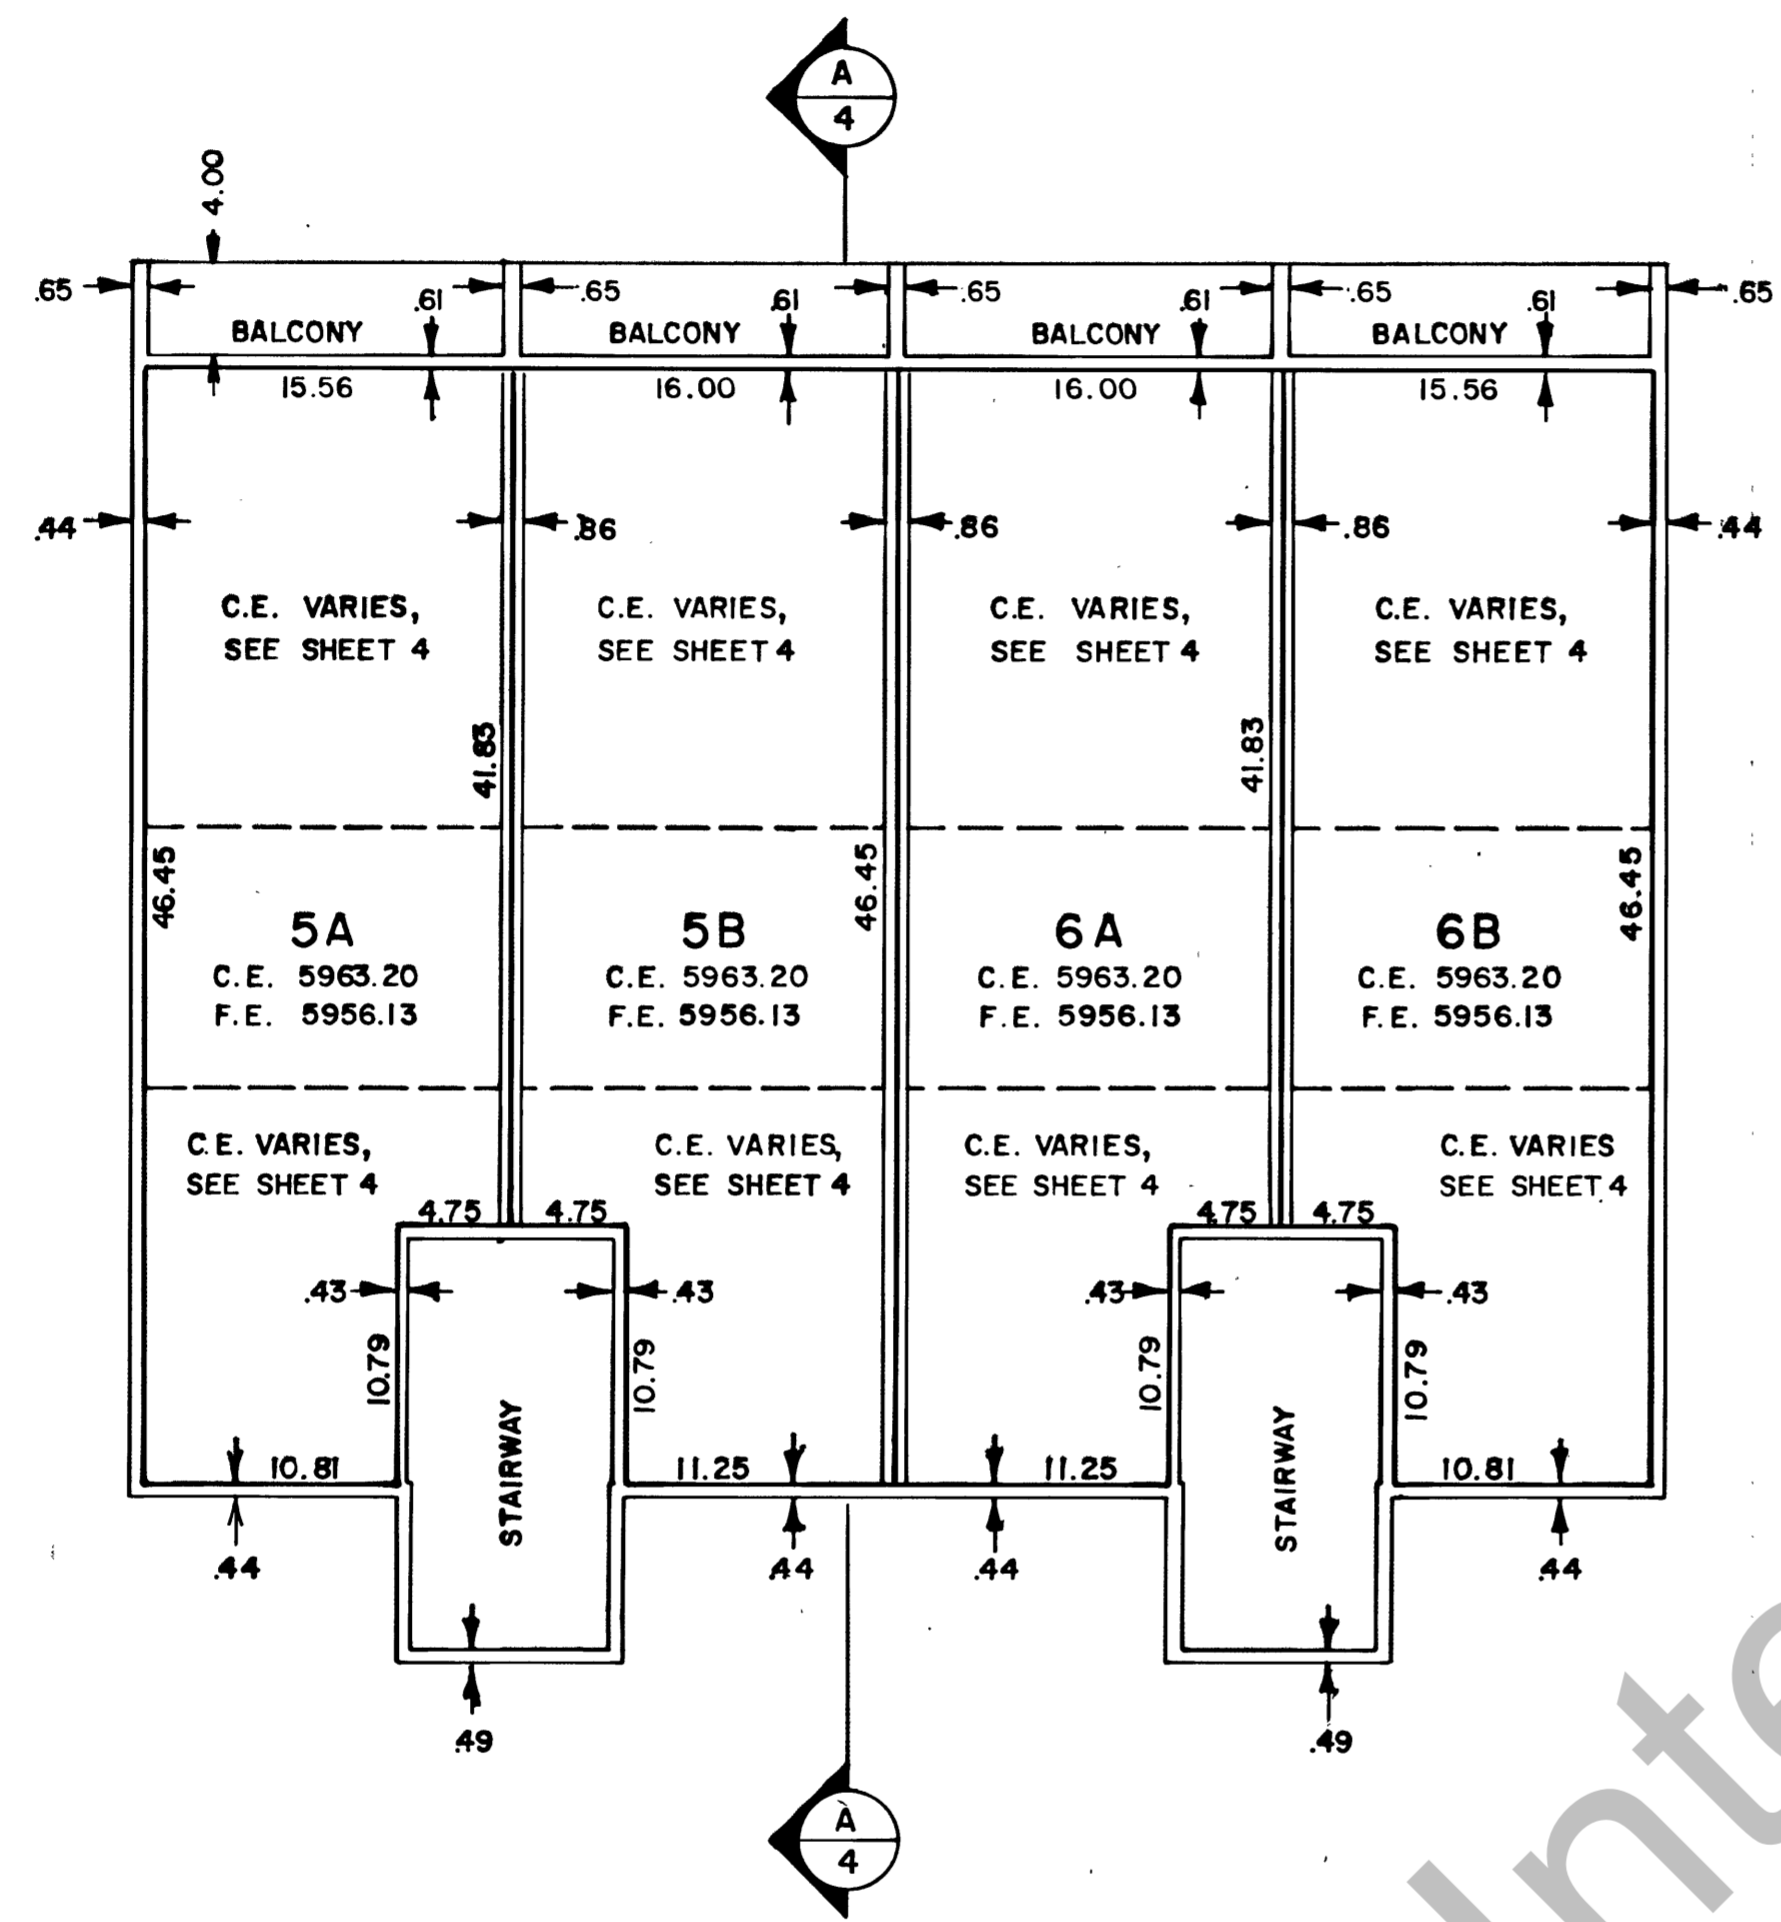 A
4
4.00
.65
.61
.65
.61
.65
.61
.65
.61
.65
BALCONY
BALCONY
BALCONY
BALCONY
15.56
16.00
16.00
15.56
.44
.86
.86
.86
.44
C.E. VARIES,
SEE SHEET 4
C.E. VARIES,
SEE SHEET 4
C.E. VARIES,
SEE SHEET 4
C.E. VARIES,
SEE SHEET 4
41.83
41.83
46.45
46.45
46.45
5A
C.E. 5963.20
F.E. 5956.13
5B
C.E. 5963.20
F.E. 5956.13
6A
C.E. 5963.20
F.E. 5956.13
6B
C.E. 5963.20
F.E. 5956.13
C.E. VARIES,
SEE SHEET 4
C.E. VARIES,
SEE SHEET 4
C.E. VARIES,
SEE SHEET 4
C.E. VARIES
SEE SHEET 4
4.75
4.75
4.75
4.75
.43
.43
.43
.43
10.79
10.79
10.79
10.79
10.81
11.25
11.25
10.81
STAIRWAY
STAIRWAY
.44
.44
.44
.44
.49
.49
A
4
Inte